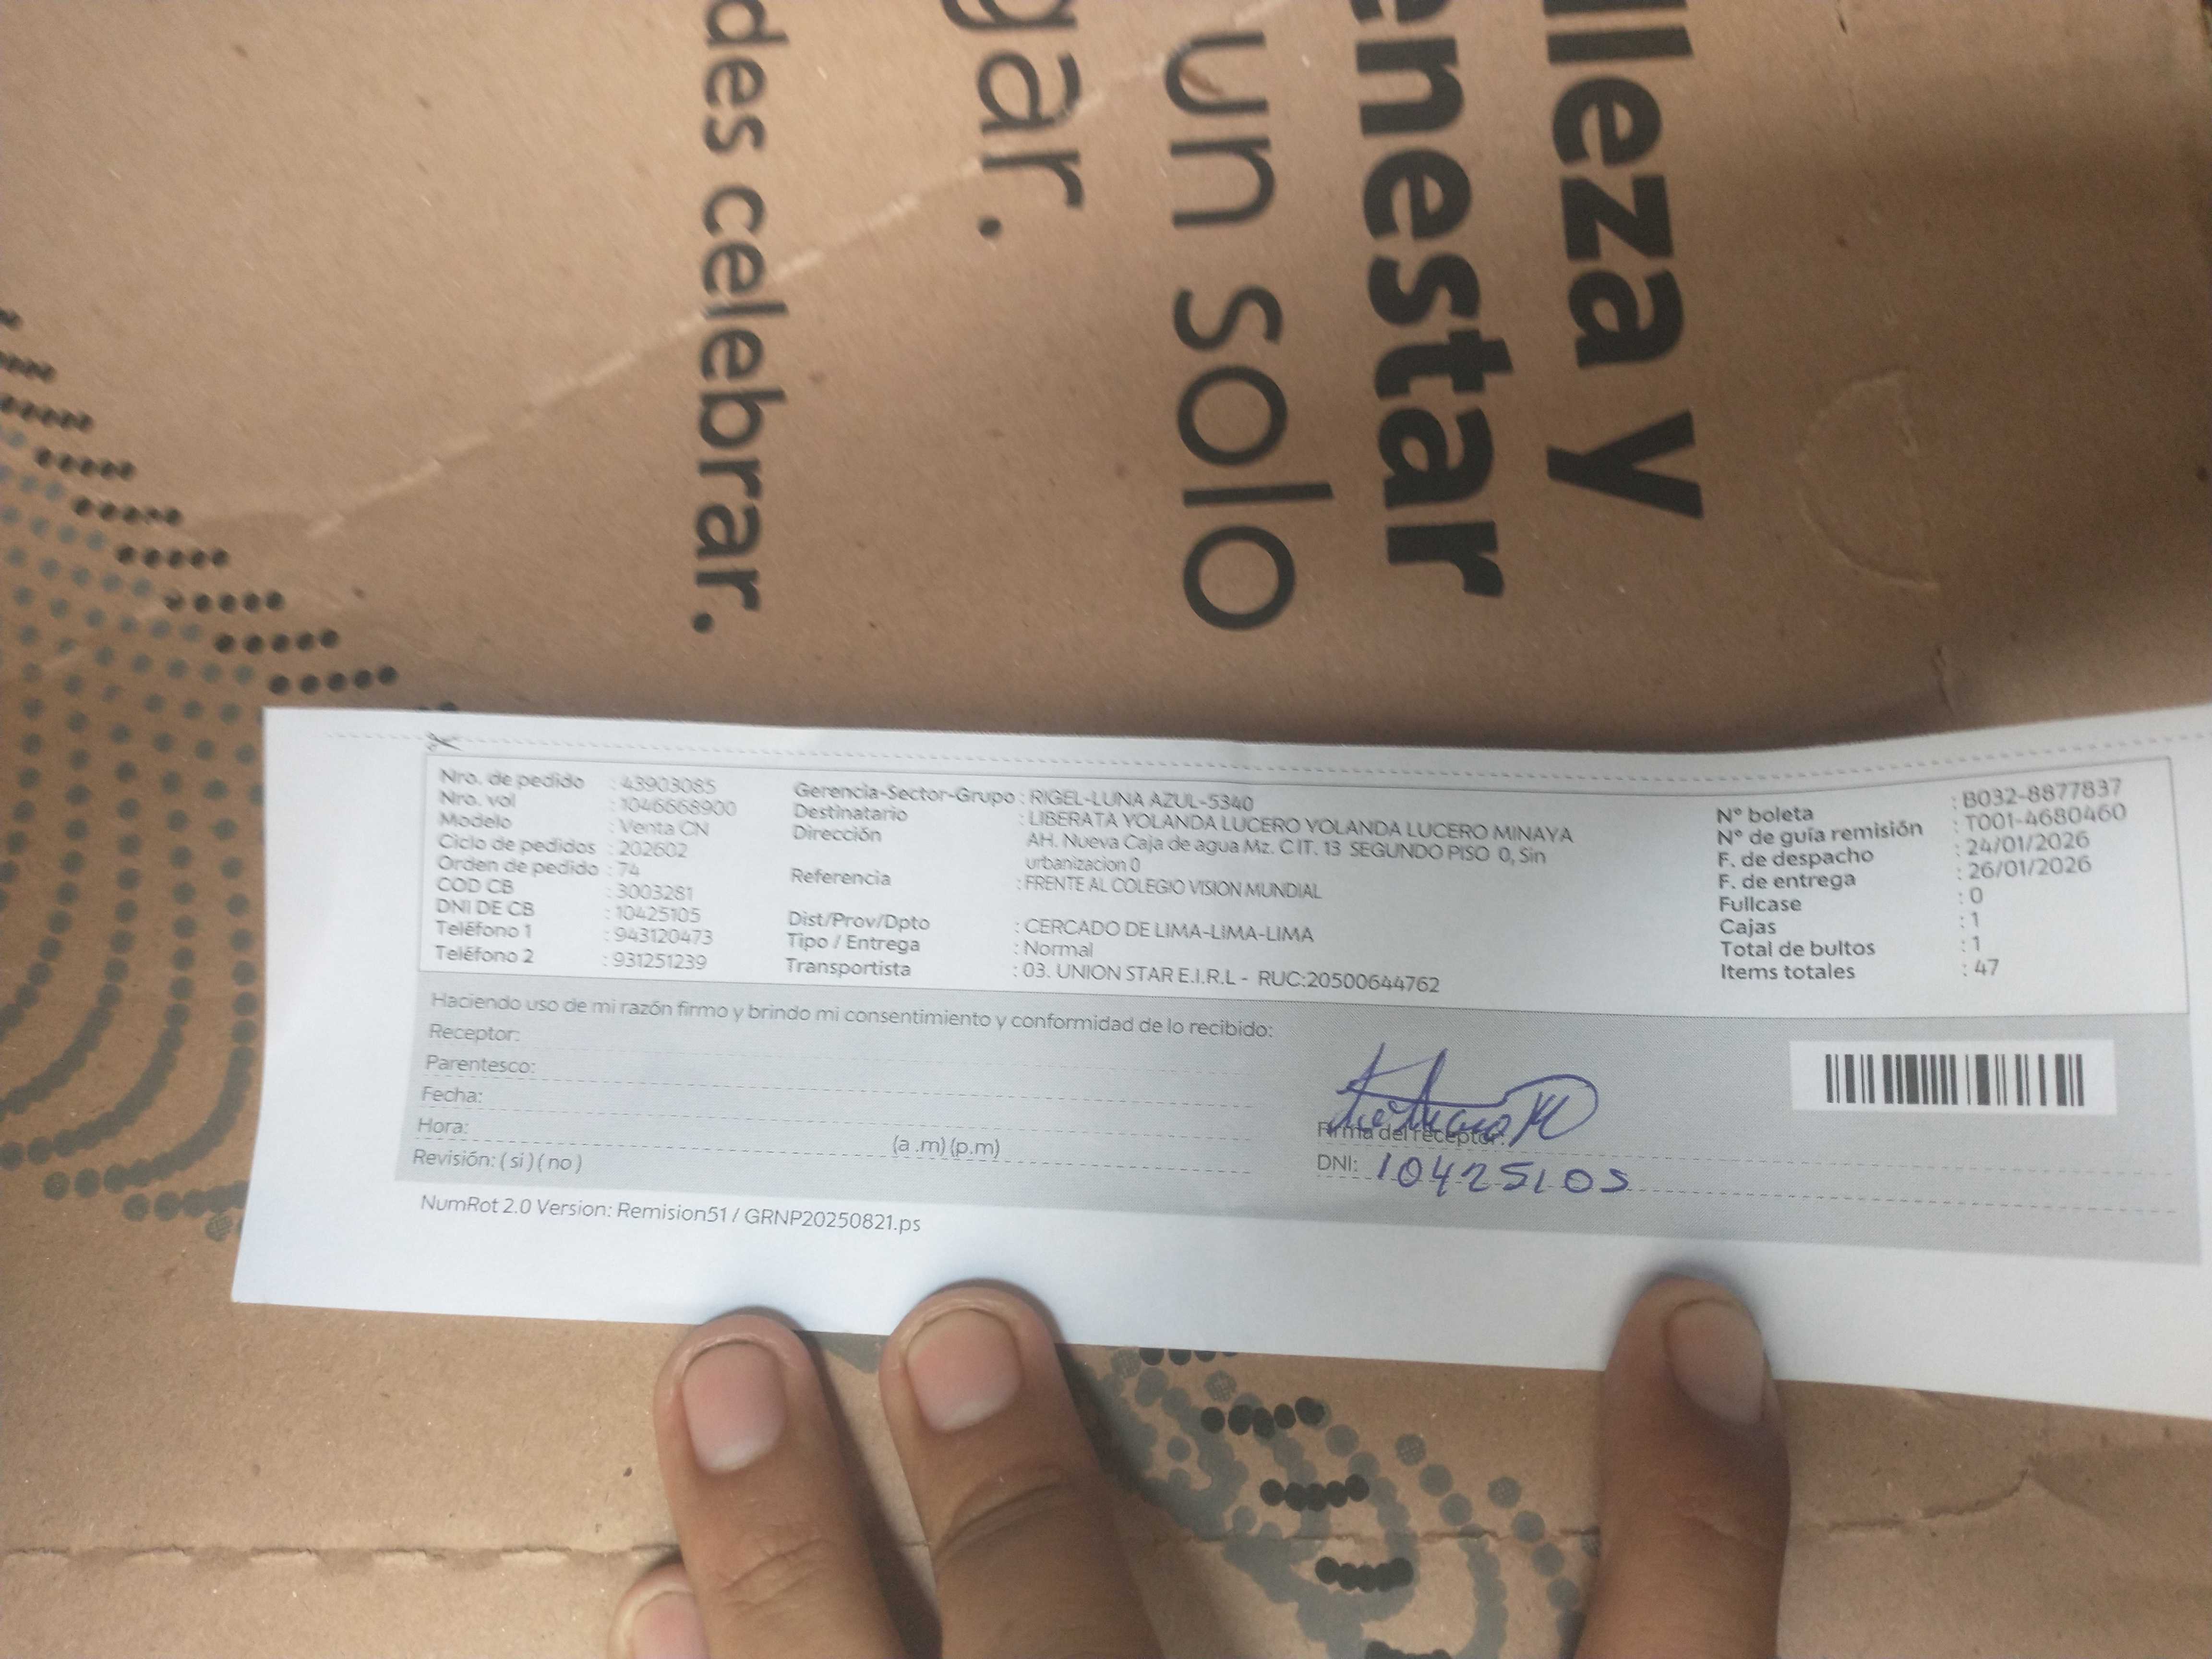 lleza y
enestar
un solo
gar.
des celebrar.
Nro. de pedido : 43903085
Nro. vol : 1046668900
Modelo : Venta CN
Ciclo de pedidos : 202602
Orden de pedido : 74
COD CB : 3003281
DNI DE CB : 10425105
Teléfono 1 : 943120473
Teléfono 2 : 931251239
Gerencia-Sector-Grupo : RIGEL-LUNA AZUL-5340
Destinatario : LIBERATA YOLANDA LUCERO YOLANDA LUCERO MINAYA
Dirección AH. Nueva Caja de agua Mz. C IT. 13 SEGUNDO PISO 0, Sin
urbanizacion 0
Referencia : FRENTE AL COLEGIO VISION MUNDIAL
Dist/Prov/Dpto : CERCADO DE LIMA-LIMA-LIMA
Tipo / Entrega : Normal
Transportista : 03. UNION STAR E.I.R.L - RUC:20500644762
N° boleta : B032-8877837
N° de guía remisión : T001-4680460
F. de despacho : 24/01/2026
F. de entrega : 26/01/2026
Fullcase : 0
Cajas : 1
Total de bultos : 1
Items totales : 47
Haciendo uso de mi razón firmo y brindo mi consentimiento y conformidad de lo recibido:
Receptor:
Parentesco:
Fecha:
Hora: (a .m) (p.m)
Revisión: ( si ) ( no )
Firma del receptor:
DNI: 10425105
NumRot 2.0 Version: Remision51 / GRNP20250821.ps